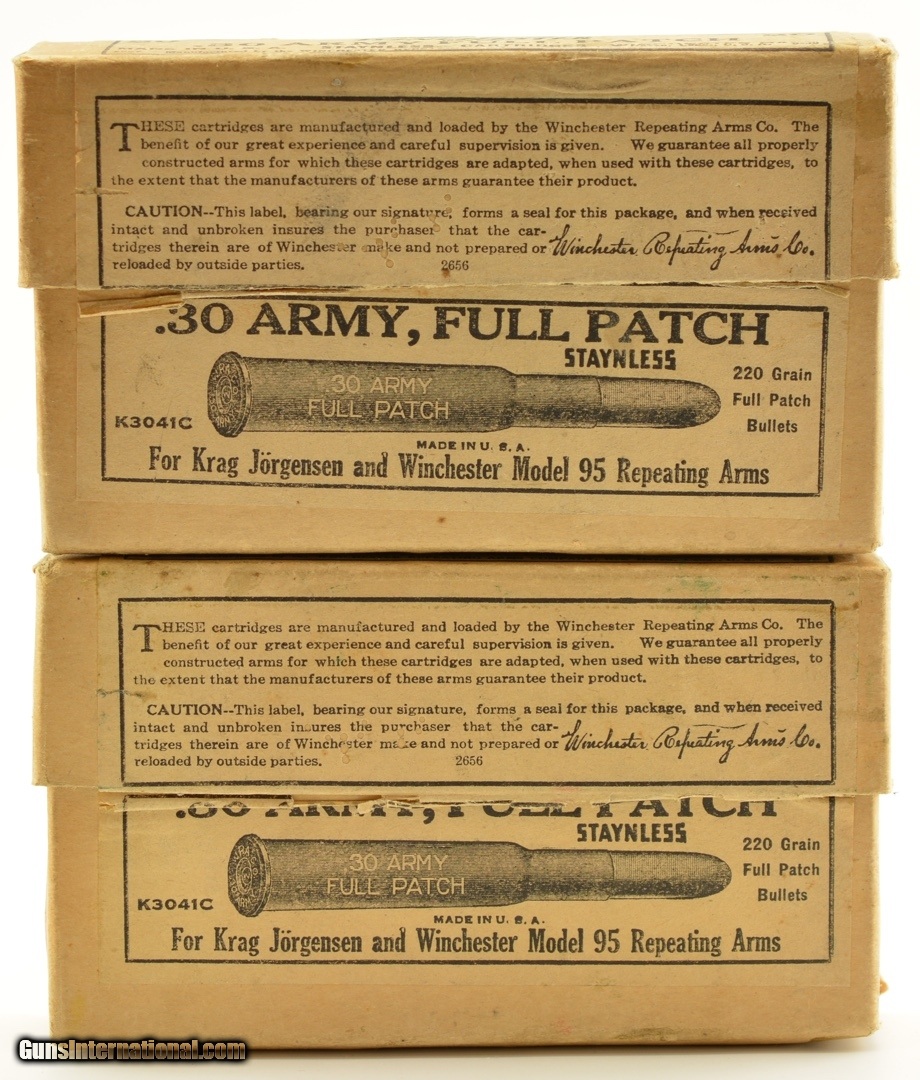 .30 ARMY
STAYNLESS CARTRIDGES
THESE cartridges are manufactured and loaded by the Winchester Repeating Arms Co. The
benefit of our great experience and careful supervision is given. We guarantee all properly
constructed arms for which these cartridges are adapted, when used with these cartridges, to
the extent that the manufacturers of these arms guarantee their product.
CAUTION--This label, bearing our signature, forms a seal for this package, and when received
intact and unbroken insures the purchaser that the car-
tridges therein are of Winchester make and not prepared or Winchester Repeating Arms Co.
reloaded by outside parties. 2656
.30 ARMY, FULL PATCH
STAYNLESS
30 ARMY
FULL PATCH
220 Grain
Full Patch
Bullets
K3041C
MADE IN U. S. A.
For Krag Jörgensen and Winchester Model 95 Repeating Arms
THESE cartridges are manufactured and loaded by the Winchester Repeating Arms Co. The
benefit of our great experience and careful supervision is given. We guarantee all properly
constructed arms for which these cartridges are adapted, when used with these cartridges, to
the extent that the manufacturers of these arms guarantee their product.
CAUTION--This label, bearing our signature, forms a seal for this package, and when received
intact and unbroken insures the purchaser that the car-
tridges therein are of Winchester make and not prepared or Winchester Repeating Arms Co.
reloaded by outside parties. 2656
.30 ARMY, FULL PATCH
STAYNLESS
30 ARMY
FULL PATCH
220 Grain
Full Patch
Bullets
K3041C
MADE IN U. S. A.
For Krag Jörgensen and Winchester Model 95 Repeating Arms
GunsInternational.com